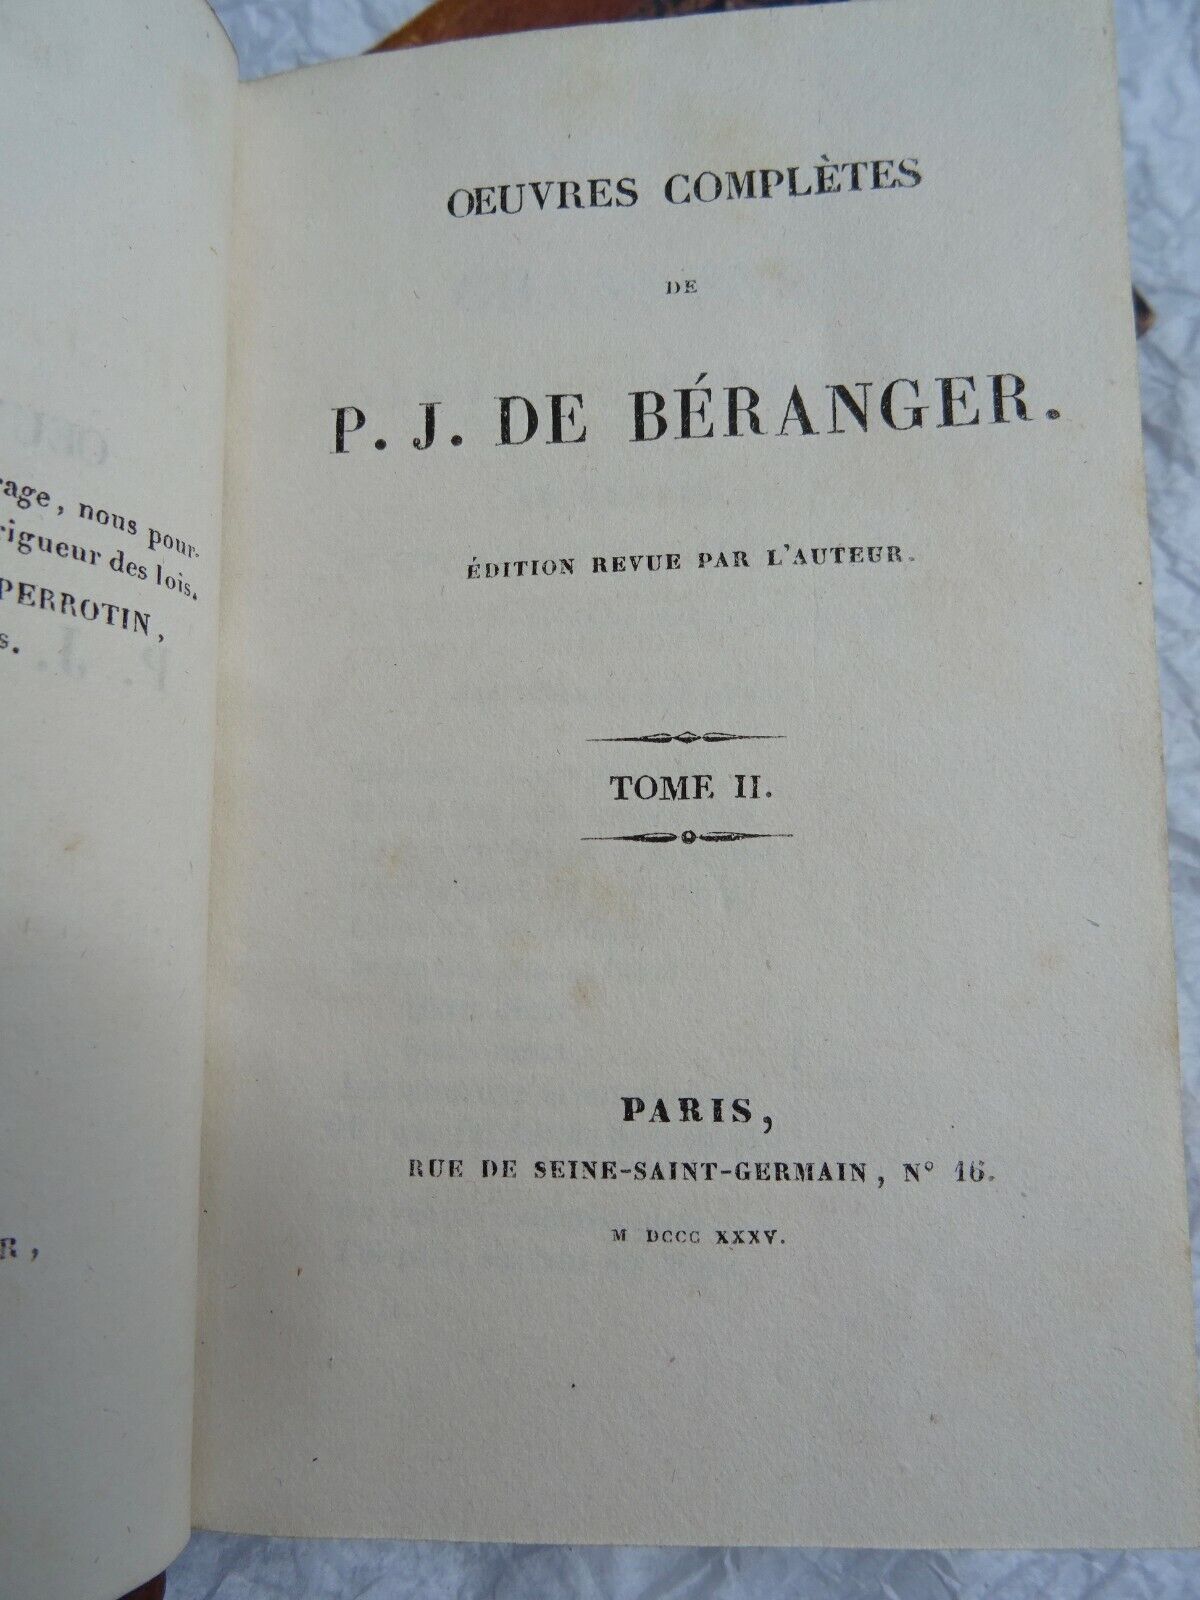 nous pour-
rigueur des lois.
PERROTIN,
OEUVRES COMPLÈTES
DE
P. J. DE BÉRANGER.
ÉDITION REVUE PAR L'AUTEUR.
TOME II.
PARIS,
RUE DE SEINE-SAINT-GERMAIN, N° 16.
M DCCC XXXV.